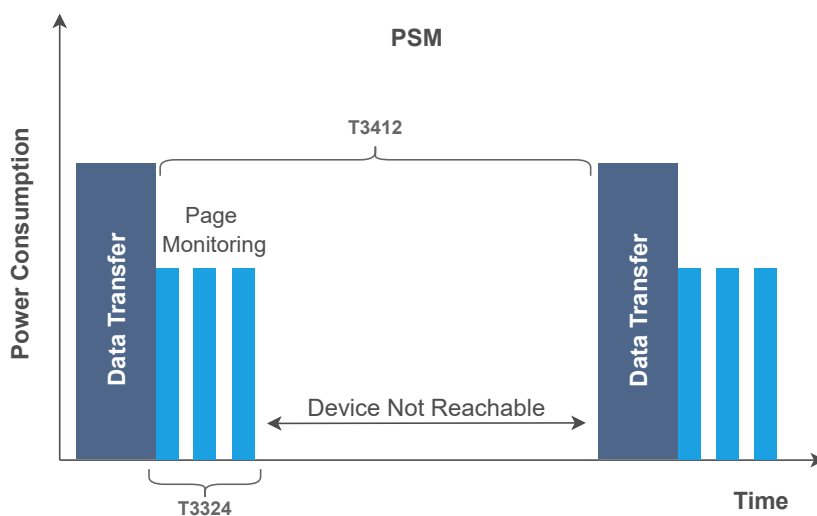 PSM
T3412
Power Consumption
Data Transfer
Page
Monitoring
Device Not Reachable
Data Transfer
T3324
Time